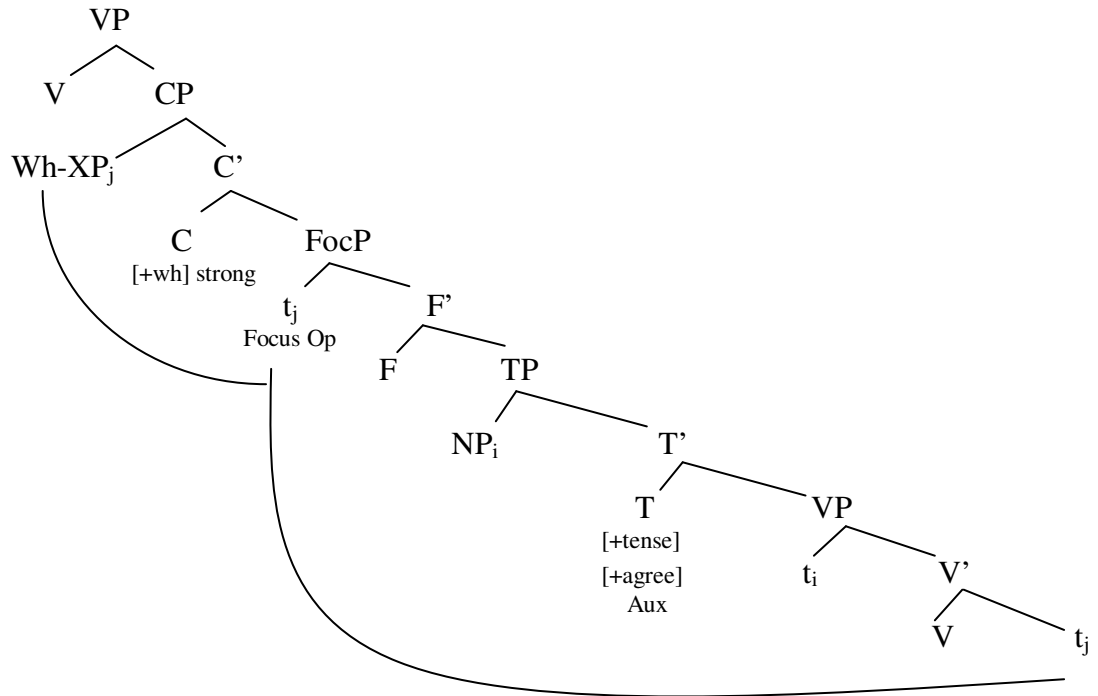 VP
V CP
Wh-XPj C’
C FocP
[+wh] strong
tj F’
Focus Op
F TP
NPi T’
T VP
[+tense]
[+agree] ti V’
Aux
V tj